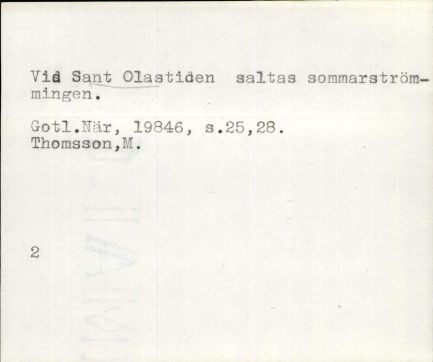 Vid Sant Olastiden saltas sommarström-
mingen.
Gotl.När, 19846, s.25,28.
Thomsson,M.
2